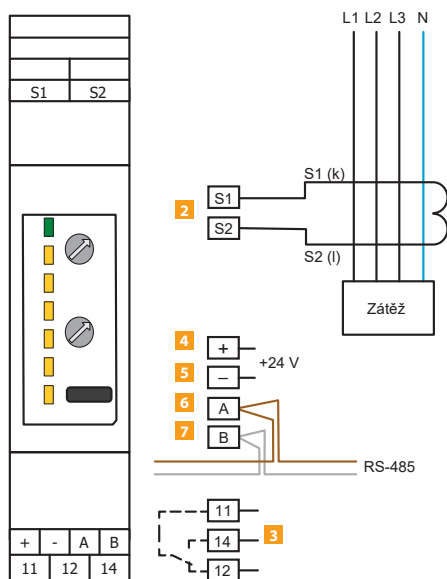 L1 L2 L3 N
S1 S2
S1 (k)
2 S1
S2
S2 (l)
Zátěž
4 +
+24 V
5 –
6 A
7 B
RS-485
11
14 3
12
+ - A B
11 12 14